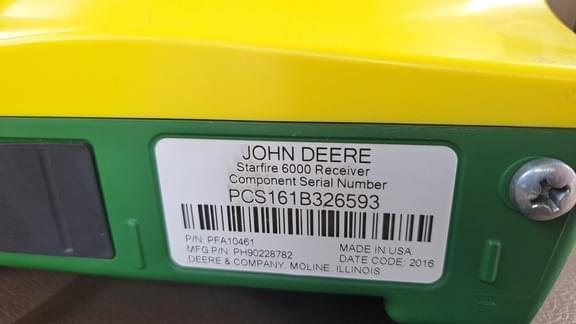 JOHN DEERE
Starfire 6000 Receiver
Component Serial Number
PCS161B326593
P/N: PFA10461
MFG P/N: PH90228782
MADE IN USA
DATE CODE: 2016
DEERE & COMPANY, MOLINE, ILLINOIS